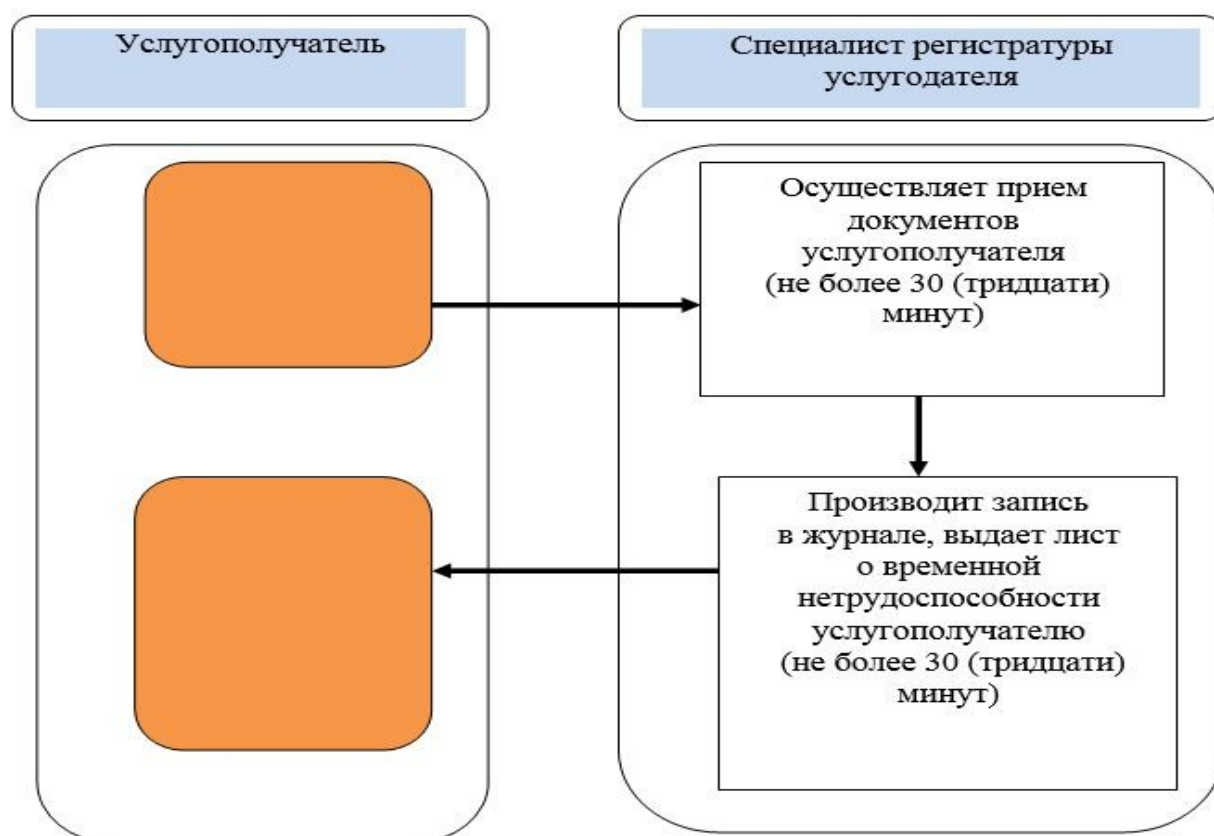 Услугополучатель
Специалист регистратуры
услугодателя
Осуществляет прием
документов
услугополучателя
(не более 30 (тридцати)
минут)
Производит запись
в журнале, выдает лист
о временной
нетрудоспособности
услугополучателю
(не более 30 (тридцати)
минут)